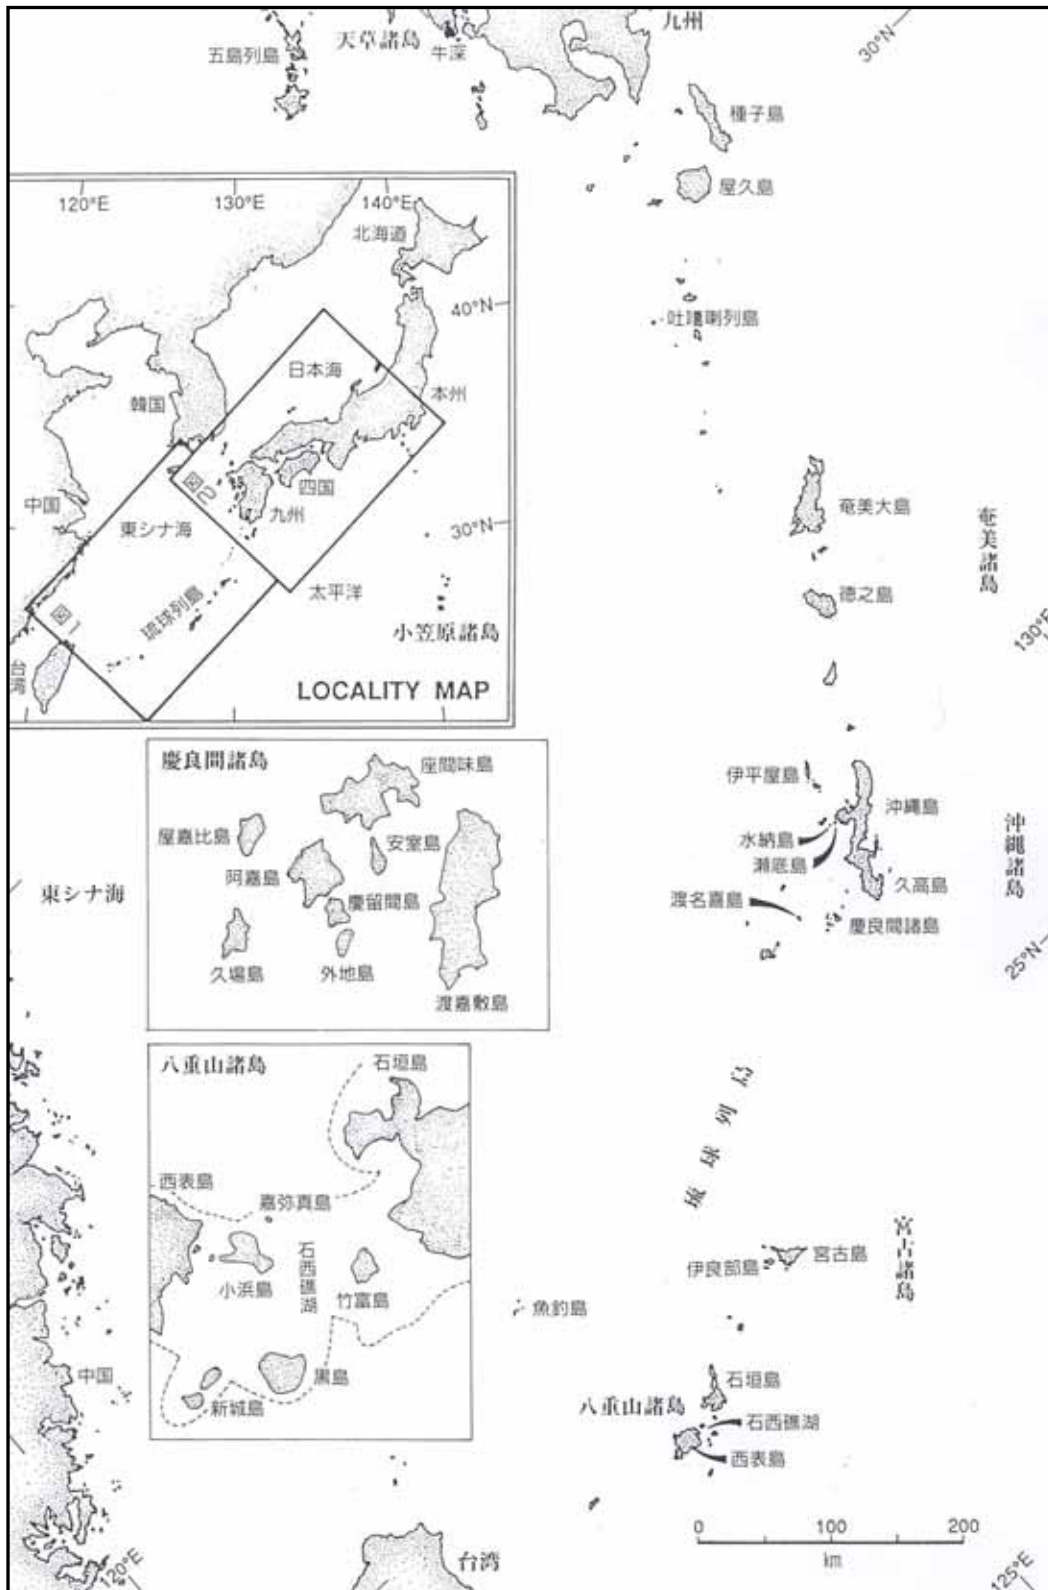 九州
天草諸島
牛深
五島列島
30°N
種子島
屋久島
吐噶喇列島
奄美大島
奄美諸島
徳之島
130°E
120°E
130°E
140°E
北海道
40°N
日本海
本州
韓国
図2
四国
中国
九州
東シナ海
30°N
琉球列島
太平洋
図1
小笠原諸島
台湾
LOCALITY MAP
伊平屋島
沖縄島
水納島
瀬底島
沖縄諸島
久高島
渡名喜島
慶良間諸島
25°N
慶良間諸島
座間味島
屋嘉比島
安室島
阿嘉島
慶留間島
久場島
外地島
渡嘉敷島
東シナ海
琉球列島
八重山諸島
石垣島
西表島
嘉弥真島
石西礁湖
小浜島
竹富島
黒島
新城島
宮古諸島
宮古島
伊良部島
魚釣島
中国
石垣島
八重山諸島
石西礁湖
西表島
0 100 200
km
台湾
120°E
125°E